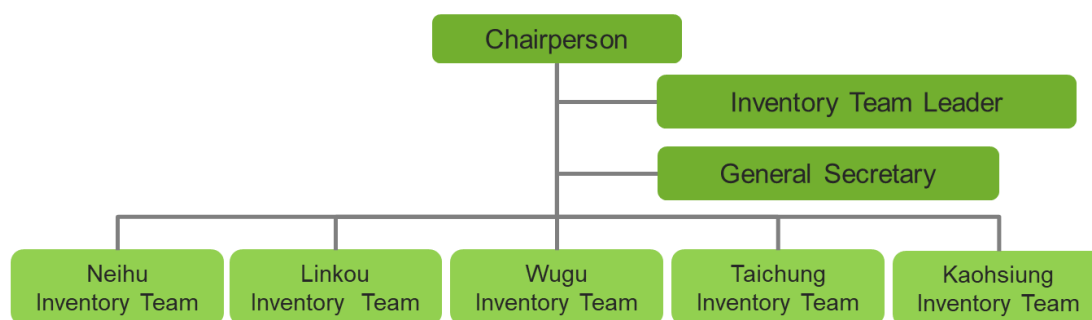 Chairperson
Inventory Team Leader
General Secretary
Neihu
Inventory Team
Linkou
Inventory Team
Wugu
Inventory Team
Taichung
Inventory Team
Kaohsiung
Inventory Team